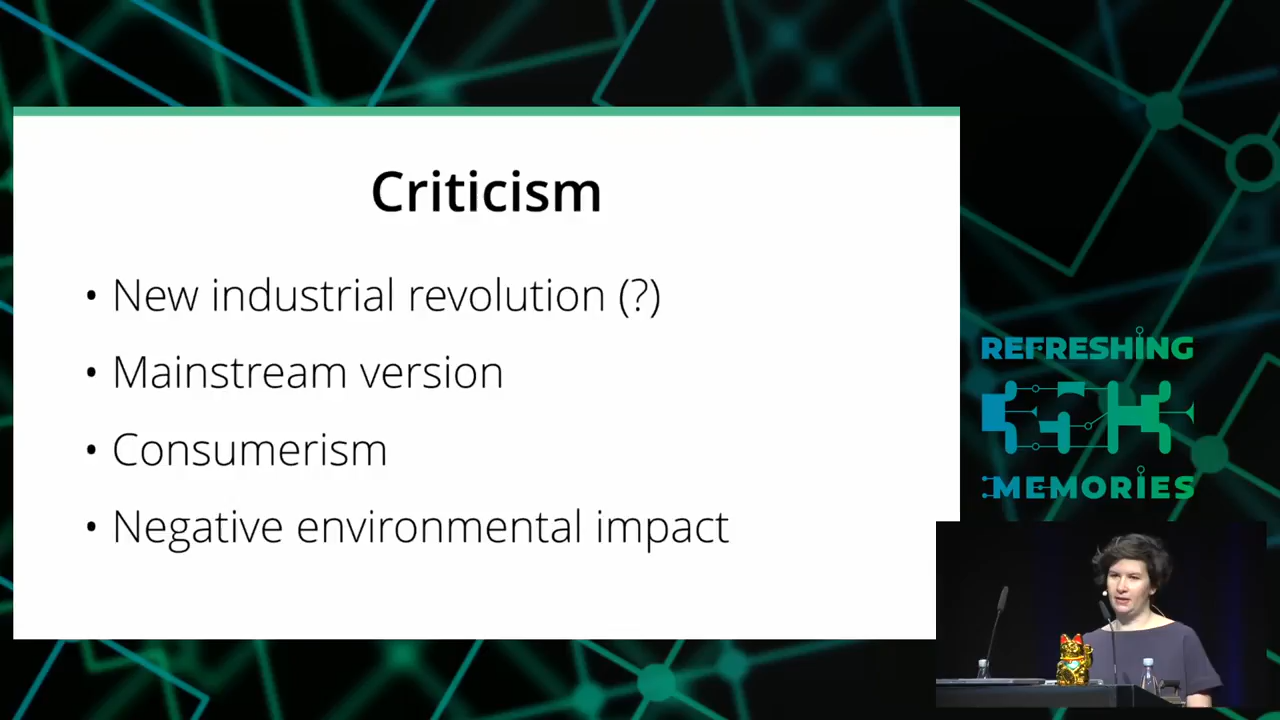 Criticism
• New industrial revolution (?)
• Mainstream version
• Consumerism
• Negative environmental impact
REFRESHING
MEMORIES